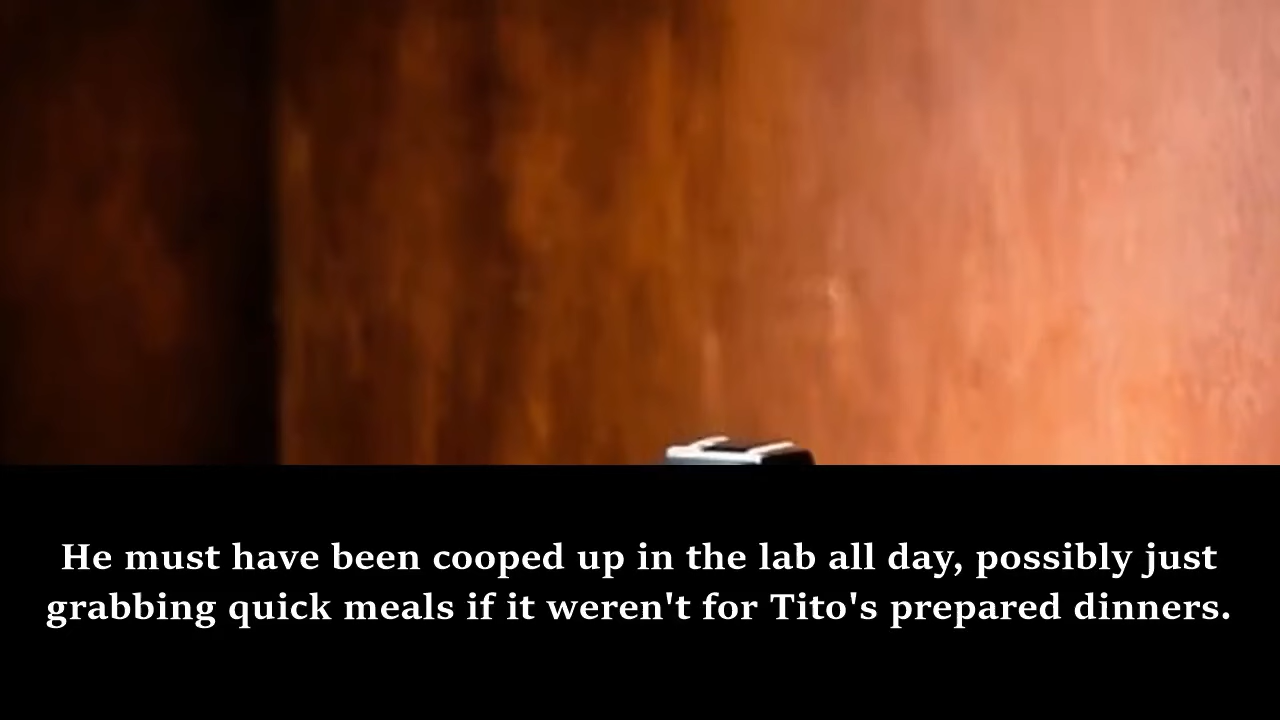 He must have been cooped up in the lab all day, possibly just
grabbing quick meals if it weren't for Tito's prepared dinners.